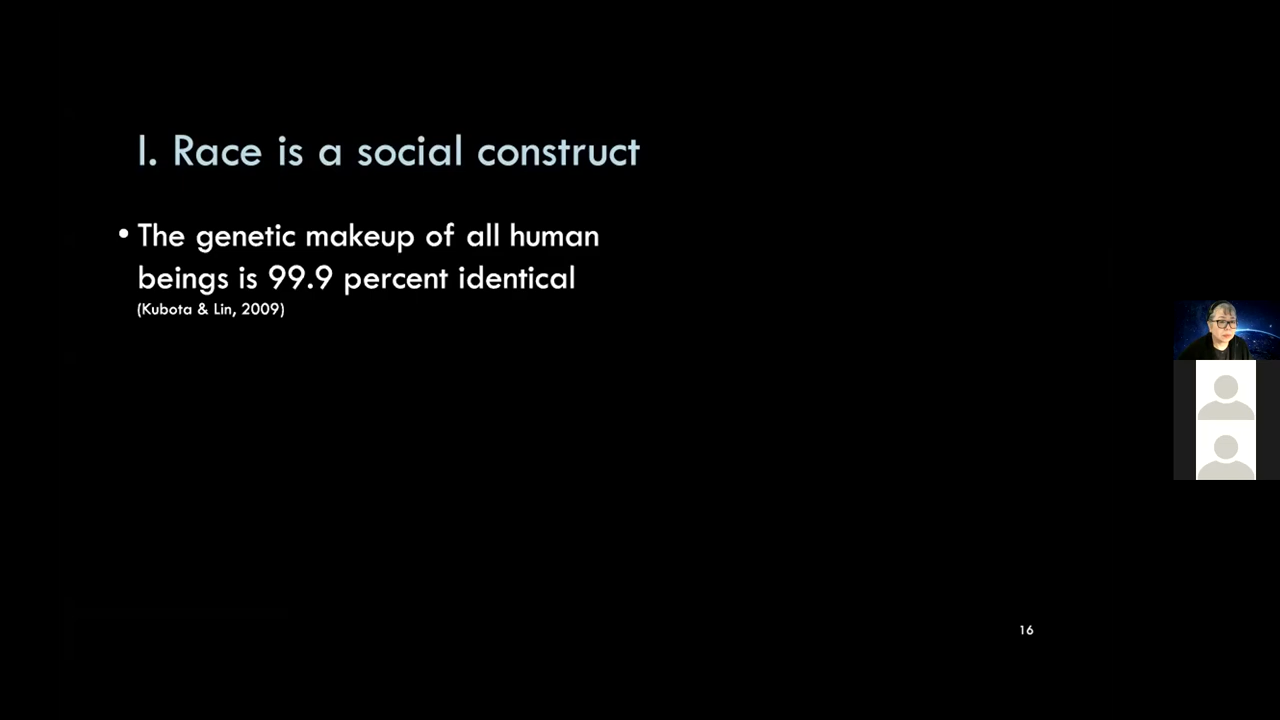 I. Race is a social construct
• The genetic makeup of all human
beings is 99.9 percent identical
(Kubota & Lin, 2009)
16